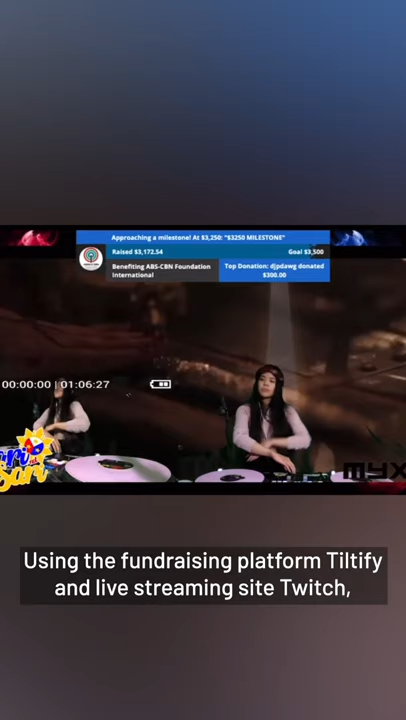 Approaching a milestone! At $3,250: "$3250 MILESTONE"
Raised $3,172.54 Goal $3,500
Benefiting ABS-CBN Foundation International
Top Donation: djpdawg donated $300.00
00:00:00 | 01:06:27
Sari
Sari
MYX
Using the fundraising platform Tiltify
and live streaming site Twitch,